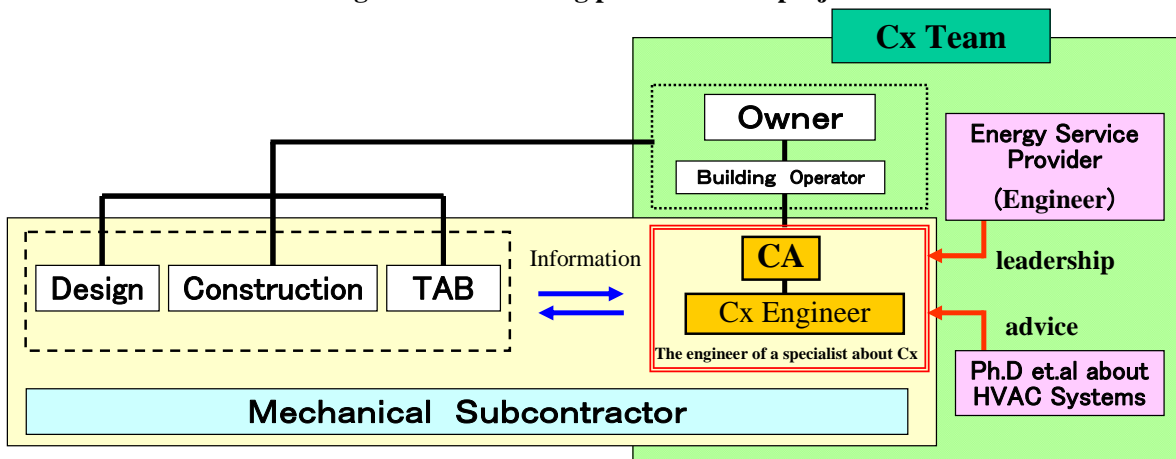 Cx Team
Owner
Building Operator
Energy Service
Provider
(Engineer)
leadership
Design
Construction
TAB
Information
CA
Cx Engineer
The engineer of a specialist about Cx
advice
Ph.D et.al about
HVAC Systems
Mechanical Subcontractor